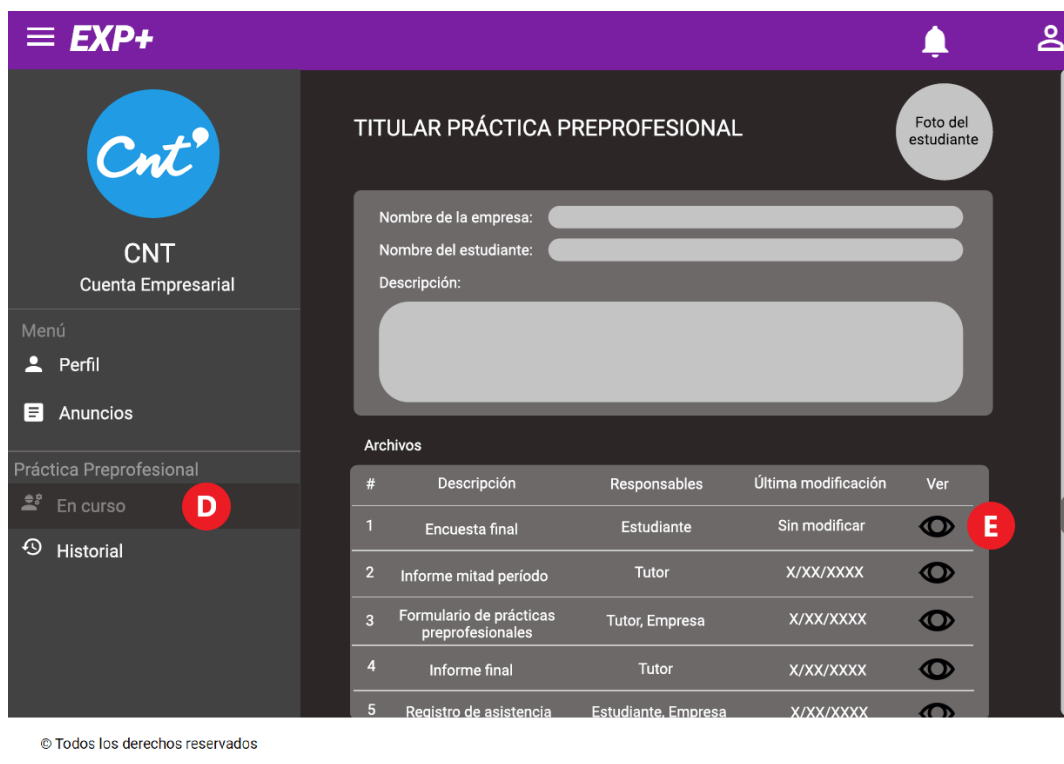 EXP+
Cnt
CNT
Cuenta Empresarial
Menú
Perfil
Anuncios
Práctica Preprofesional
En curso
D
Historial
TITULAR PRÁCTICA PREPROFESIONAL
Foto del
estudiante
Nombre de la empresa:
Nombre del estudiante:
Descripción:
Archivos
# Descripción Responsables Última modificación Ver
1 Encuesta final Estudiante Sin modificar
E
2 Informe mitad período Tutor X/XX/XXXX
3 Formulario de prácticas preprofesionales Tutor, Empresa X/XX/XXXX
4 Informe final Tutor X/XX/XXXX
5 Registro de asistencia Estudiante, Empresa X/XX/XXXX
© Todos los derechos reservados